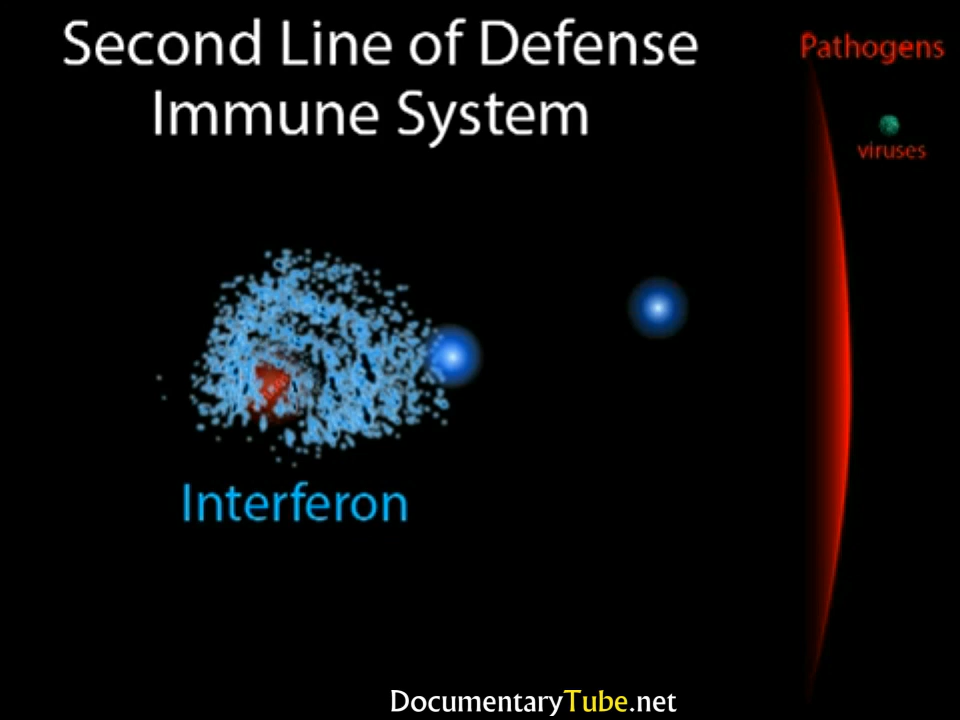 Second Line of Defense
Immune System
Pathogens
viruses
Interferon
DocumentaryTube.net